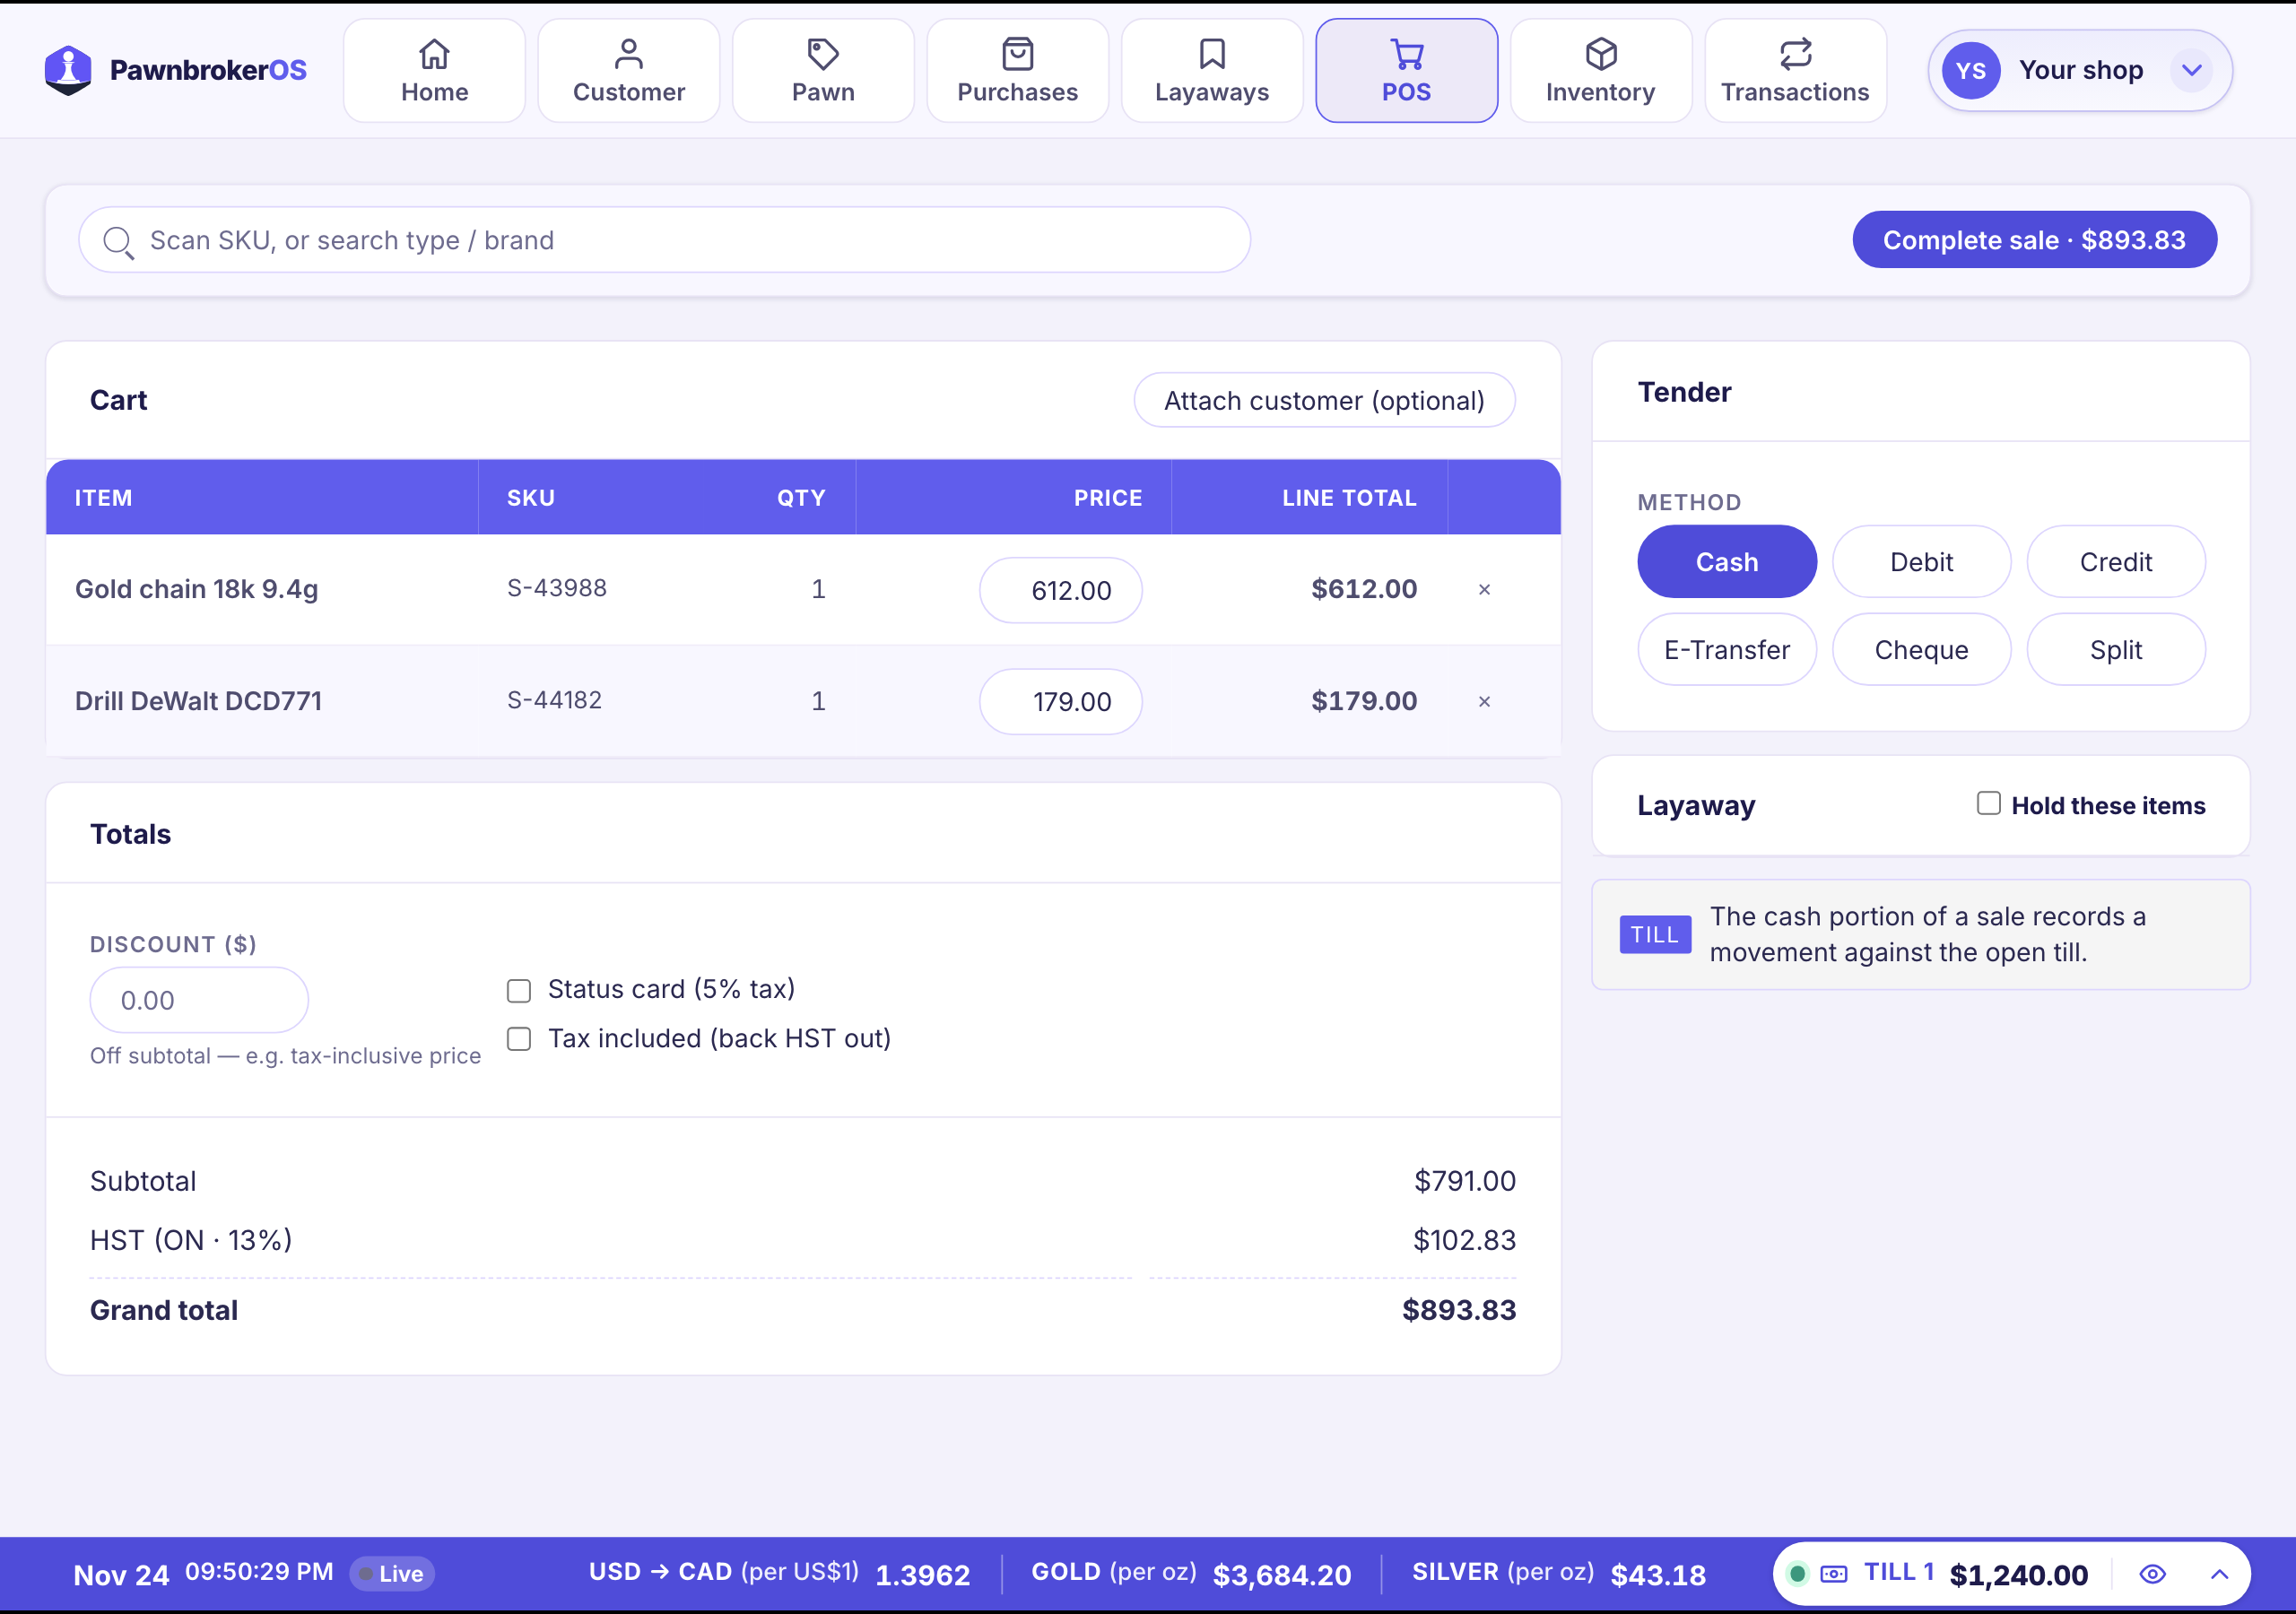 PawnbrokerOS
Home
Customer
Pawn
Purchases
Layaways
POS
Inventory
Transactions
YS
Your shop
Scan SKU, or search type / brand
Complete sale · $893.83
Cart
Attach customer (optional)
ITEM SKU QTY PRICE LINE TOTAL
Gold chain 18k 9.4g S-43988 1 612.00 $612.00 ×
Drill DeWalt DCD771 S-44182 1 179.00 $179.00 ×
Totals
DISCOUNT ($)
0.00
Off subtotal — e.g. tax-inclusive price
Status card (5% tax)
Tax included (back HST out)
Subtotal $791.00
HST (ON · 13%) $102.83
Grand total $893.83
Tender
METHOD
Cash Debit Credit
E-Transfer Cheque Split
Layaway
Hold these items
TILL
The cash portion of a sale records a
movement against the open till.
Nov 24 09:50:29 PM Live
USD → CAD (per US$1) 1.3962
GOLD (per oz) $3,684.20
SILVER (per oz) $43.18
TILL 1 $1,240.00